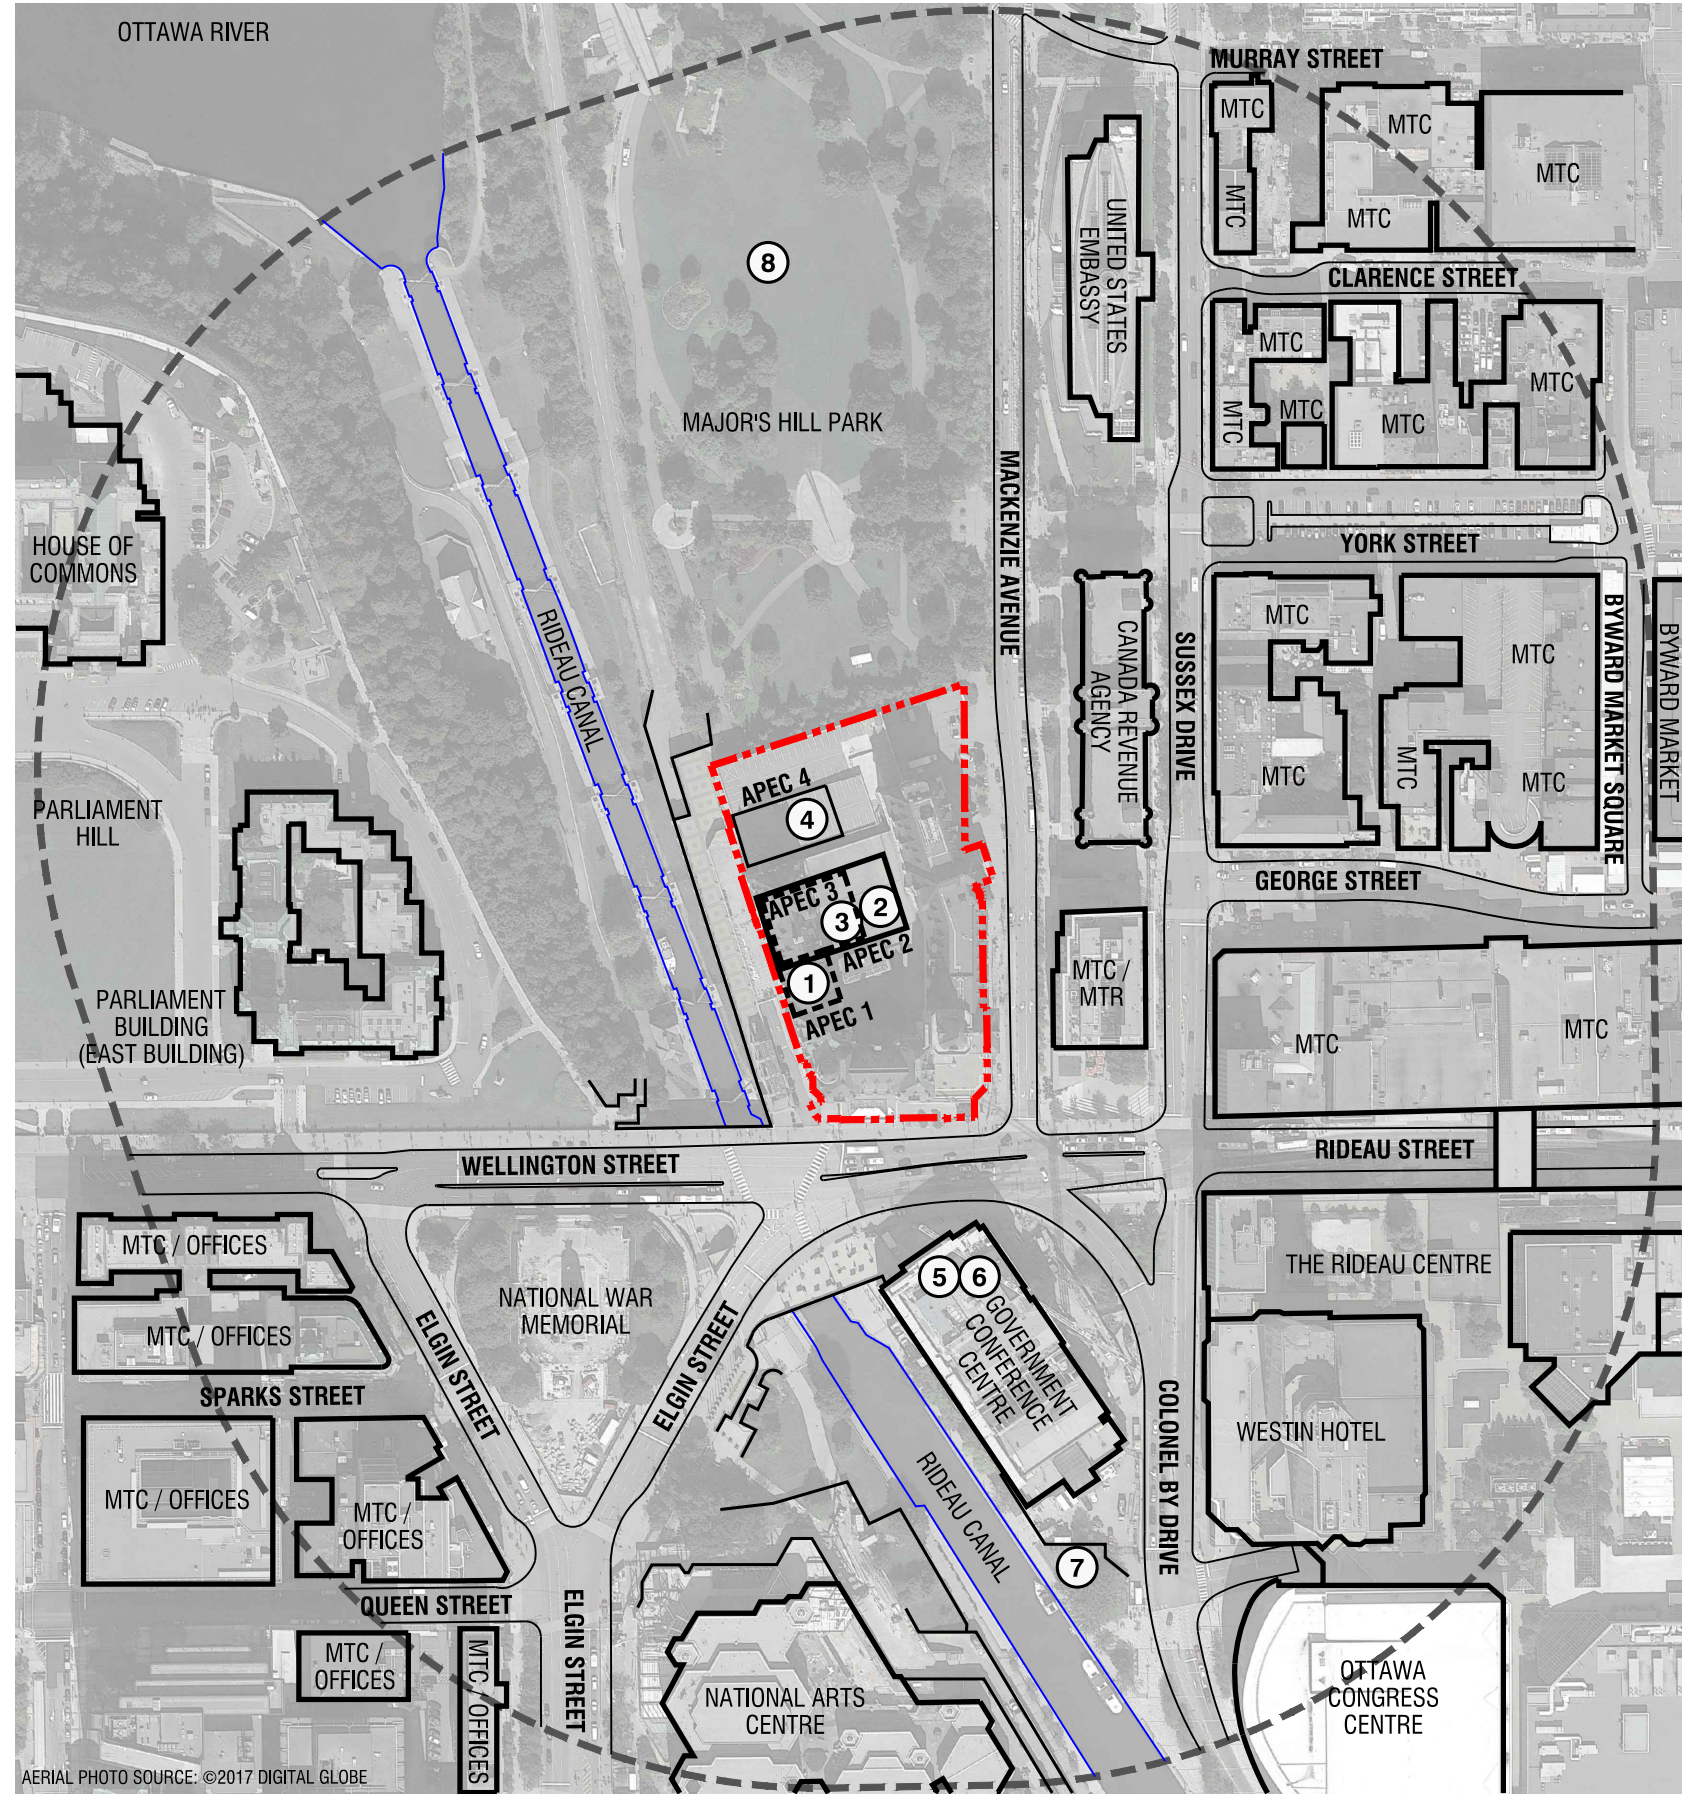 OTTAWA RIVER
MURRAY STREET
MTC
MTC
MTC
MTC
MTC
UNITED STATES
EMBASSY
8
CLARENCE STREET
MTC
MTC
MTC
MTC
MTC
MAJOR'S HILL PARK
MACKENZIE AVENUE
YORK STREET
HOUSE OF
COMMONS
RIDEAU CANAL
CANADA REVENUE
AGENCY
SUSSEX DRIVE
MTC
MTC
MTC
MTC
MTC
BYWARD MARKET SQUARE
BYWARD MARKET
PARLIAMENT
HILL
APEC 4
4
APEC 3
3
2
APEC 2
1
APEC 1
GEORGE STREET
PARLIAMENT
BUILDING
(EAST BUILDING)
MTC /
MTR
MTC
MTC
WELLINGTON STREET
RIDEAU STREET
MTC / OFFICES
MTC / OFFICES
NATIONAL WAR
MEMORIAL
ELGIN STREET
ELGIN STREET
5
6
GOVERNMENT
CONFERENCE
CENTRE
THE RIDEAU CENTRE
SPARKS STREET
WESTIN HOTEL
COLONEL BY DRIVE
MTC / OFFICES
MTC /
OFFICES
RIDEAU CANAL
7
QUEEN STREET
ELGIN STREET
MTC /
OFFICES
MTC / OFFICES
NATIONAL ARTS
CENTRE
OTTAWA
CONGRESS
CENTRE
AERIAL PHOTO SOURCE: ©2017 DIGITAL GLOBE